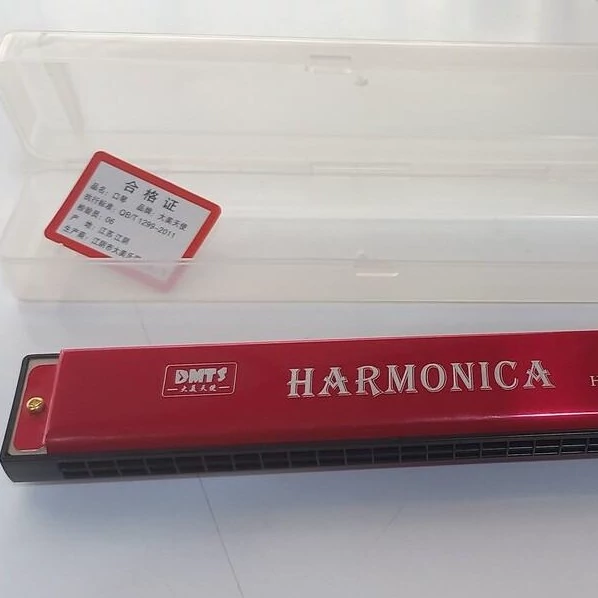 合格证
品名：口琴 品牌：大美天使
执行标准：QB/T 1299-2011
检验员：06
产 地：江苏 江阴
生产商：江阴市大美乐
DMTS
大美天使
HARMONICA
H